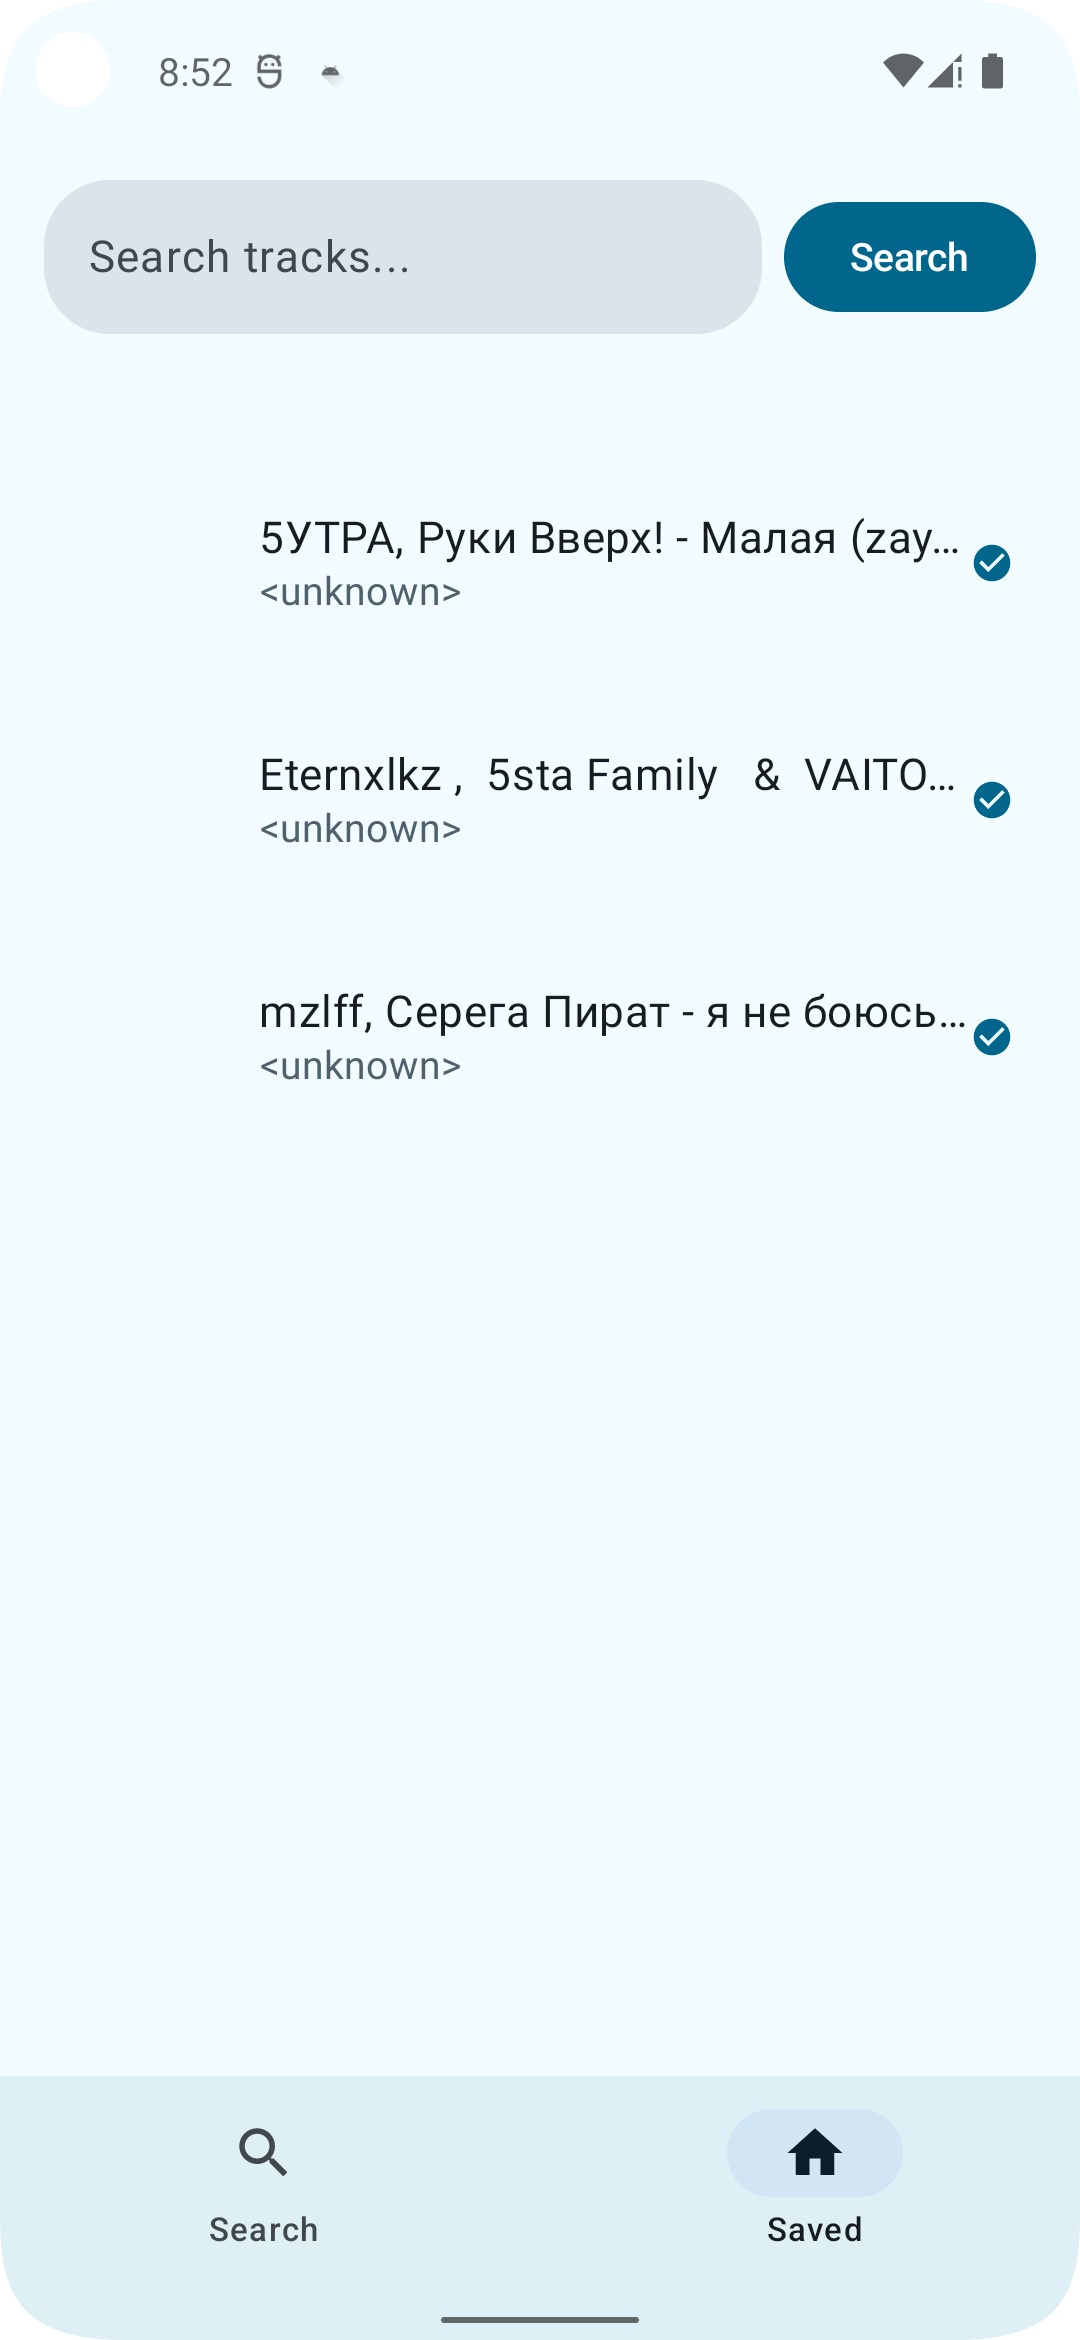 8:52
Search tracks...
Search
5УТРА, Руки Вверх! - Малая (zay...
<unknown>
Eternxlkz ,  5sta Family   &  VAITO...
<unknown>
mzlff, Серега Пират - я не боюсь...
<unknown>
Search
Saved